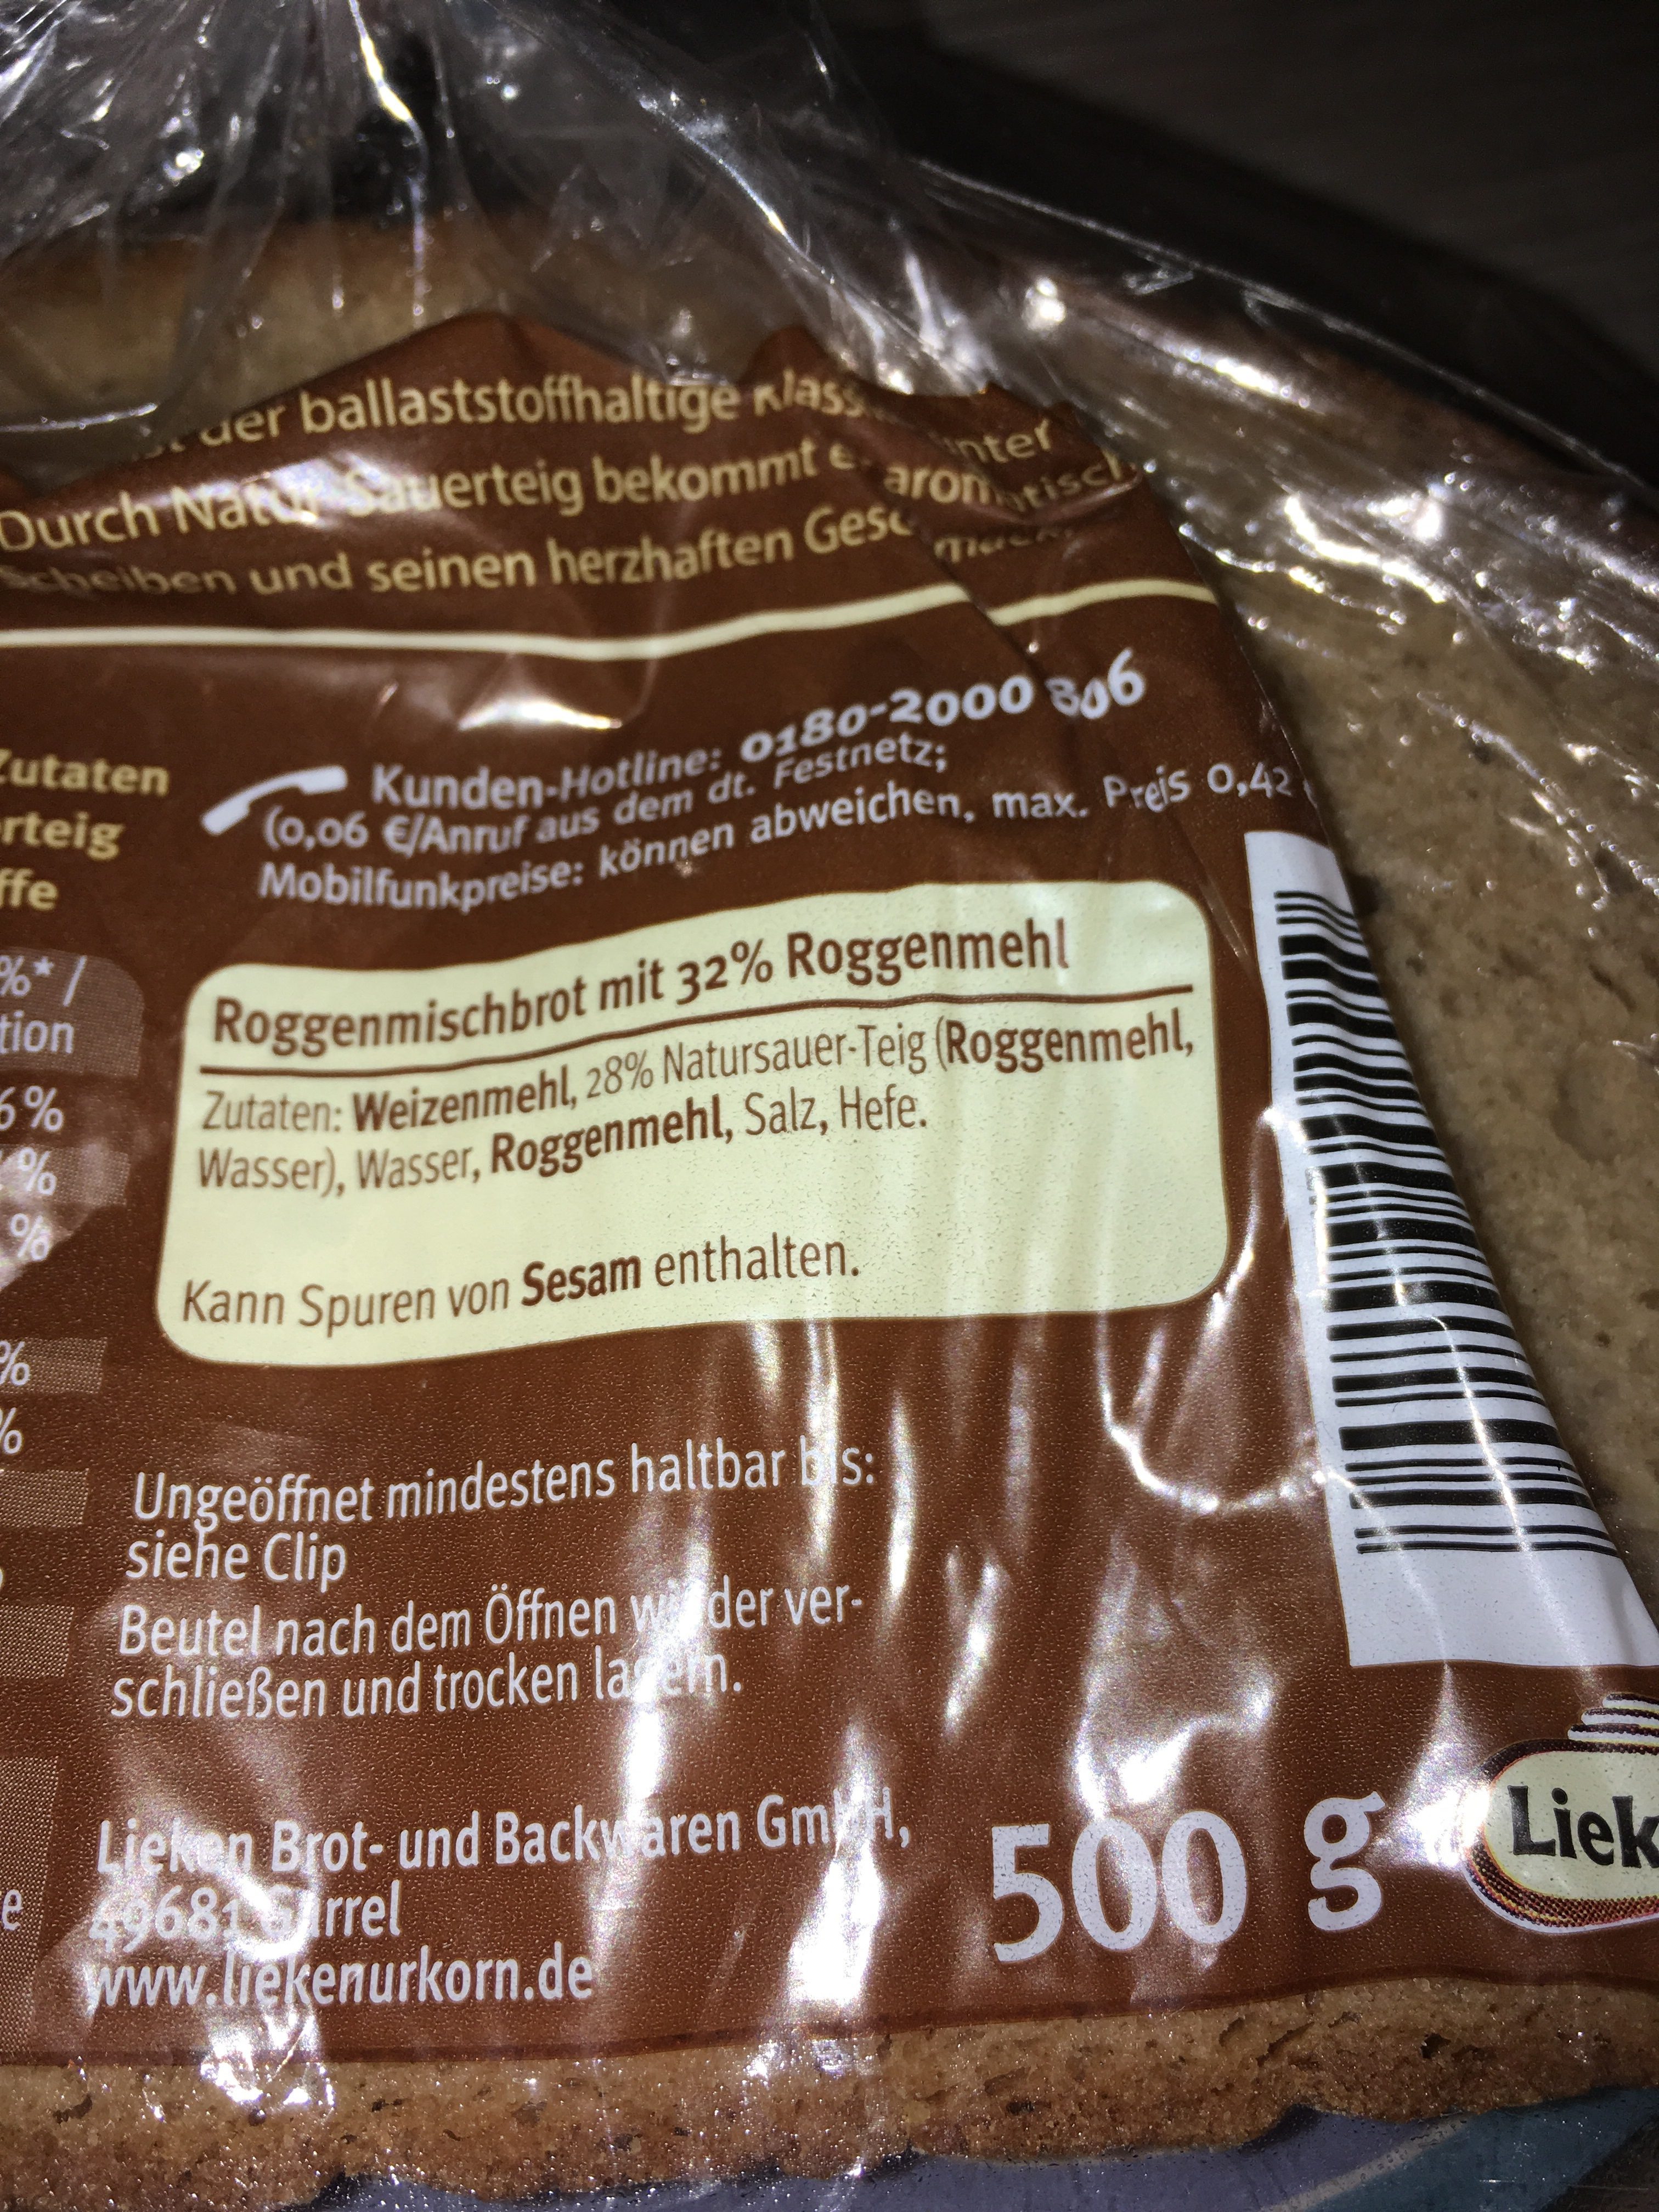 der ballaststoffhaltige
Durch Natur-Sauerteig bekommt
Scheiben und seinen herzhaften
Zutaten
Kunden-Hotline: 0180-2000 806
(0,06 €/Anruf aus dem dt. Festnetz;
Mobilfunkpreise: können abweichen, max. Preis 0,42
%* /
Roggenmischbrot mit 32% Roggenmehl
Zutaten: Weizenmehl, 28% Natursauer-Teig (Roggenmehl,
Wasser), Wasser, Roggenmehl, Salz, Hefe.
Kann Spuren von Sesam enthalten.
Ungeöffnet mindestens haltbar bis:
siehe Clip
Beutel nach dem Öffnen wieder ver-
schließen und trocken lagern.
Lieken Brot- und Backwaren GmbH,
49681 Garrel
www.liekenurkorn.de
500 g
Liek